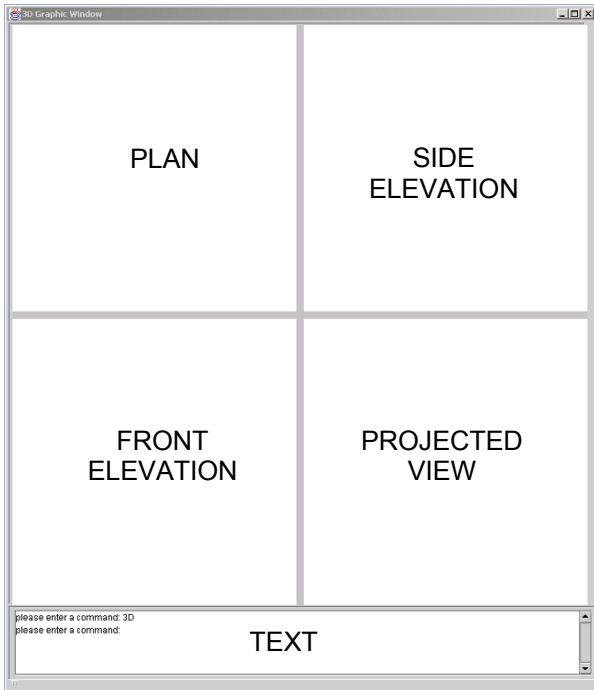 3D Graphic Window
PLAN
SIDE
ELEVATION
FRONT
ELEVATION
PROJECTED
VIEW
please enter a command: 3D
please enter a command:
TEXT